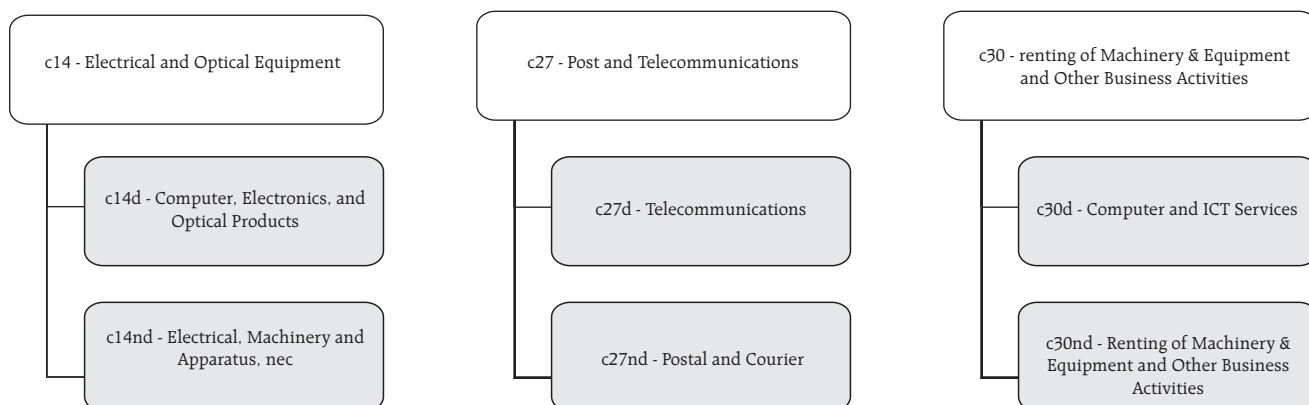 c14 - Electrical and Optical Equipment
c14d - Computer, Electronics, and
Optical Products
c14nd - Electrical, Machinery and
Apparatus, nec
c27 - Post and Telecommunications
c27d - Telecommunications
c27nd - Postal and Courier
c30 - renting of Machinery & Equipment
and Other Business Activities
c30d - Computer and ICT Services
c30nd - Renting of Machinery &
Equipment and Other Business
Activities